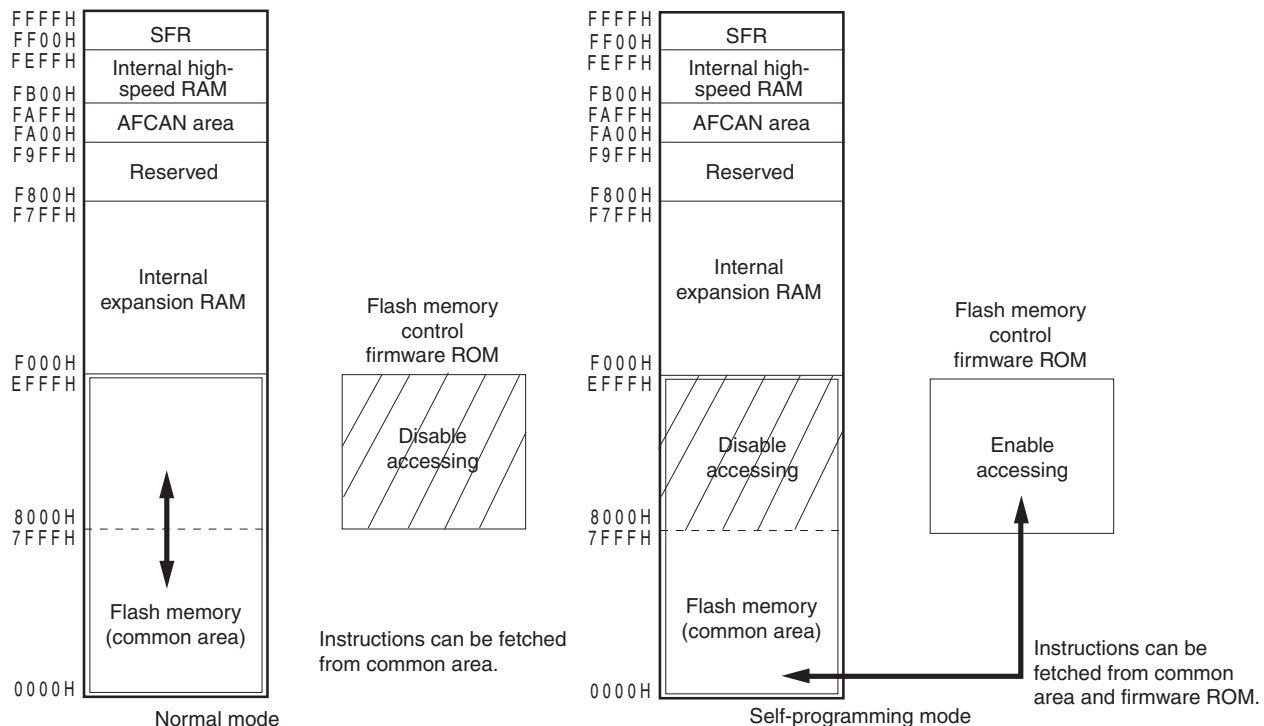 FFFFH
SFR
FF00H
FEFFH
Internal high-
speed RAM
FB00H
FAFFH
AFCAN area
FA00H
F9FFH
Reserved
F800H
F7FFH
Internal
expansion RAM
F000H
EFFFH
8000H
7FFFH
Flash memory
(common area)
0000H
Normal mode
Flash memory
control
firmware ROM
Disable
accessing
Instructions can be fetched
from common area.
FFFFH
SFR
FF00H
FEFFH
Internal high-
speed RAM
FB00H
FAFFH
AFCAN area
FA00H
F9FFH
Reserved
F800H
F7FFH
Internal
expansion RAM
F000H
EFFFH
Disable
accessing
8000H
7FFFH
Flash memory
(common area)
0000H
Self-programming mode
Flash memory
control
firmware ROM
Enable
accessing
Instructions can be
fetched from common
area and firmware ROM.